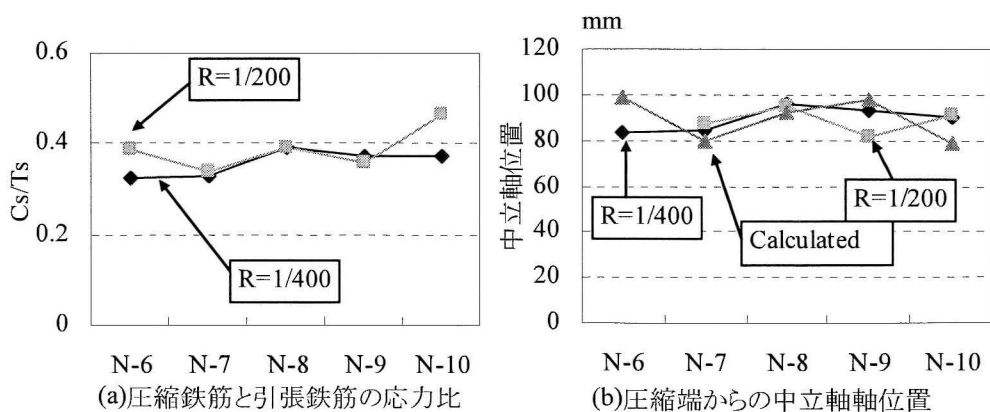 0.6
0.4
0.2
0
Cs/Ts
R=1/200
R=1/400
N-6 N-7 N-8 N-9 N-10
(a)圧縮鉄筋と引張鉄筋の応力比
mm
120
100
80
60
40
20
0
中立軸位置
R=1/400
Calculated
R=1/200
N-6 N-7 N-8 N-9 N-10
(b)圧縮端からの中立軸軸位置